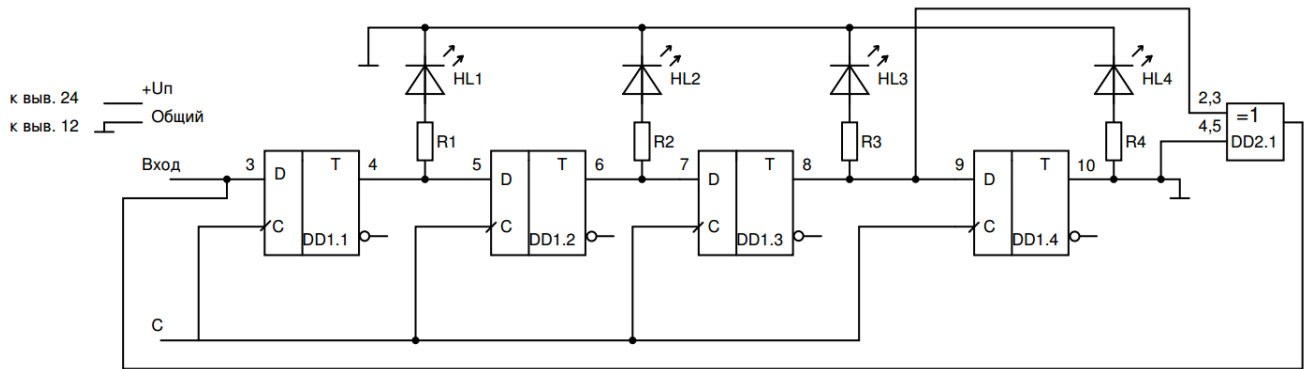 к выв. 24
+Uп
к выв. 12
Общий
HL1
HL2
HL3
HL4
R1
R2
R3
R4
2,3
4,5
=1
DD2.1
Вход
3
D
T
C
DD1.1
4
5
D
T
C
DD1.2
6
7
D
T
C
DD1.3
8
9
D
T
C
DD1.4
10
C